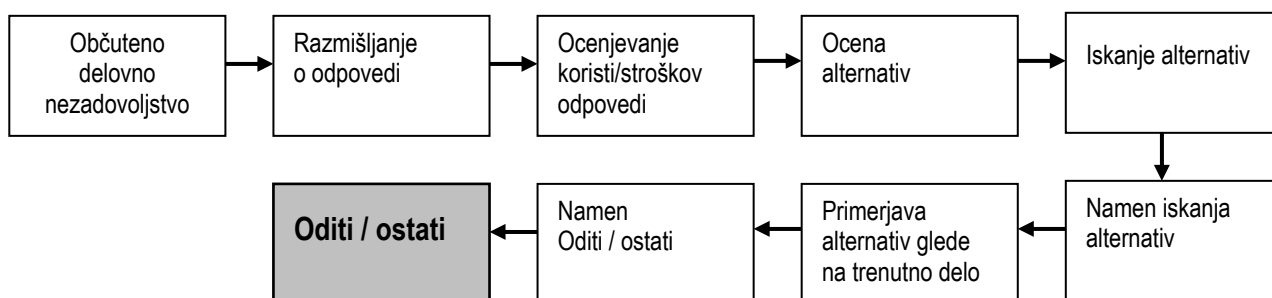 Občuteno
delovno
nezadovoljstvo
Razmišljanje
o odpovedi
Ocenjevanje
koristi/stroškov
odpovedi
Ocena
alternativ
Iskanje alternativ
Namen iskanja
alternativ
Primerjava
alternativ glede
na trenutno delo
Namen
Oditi / ostati
Oditi / ostati